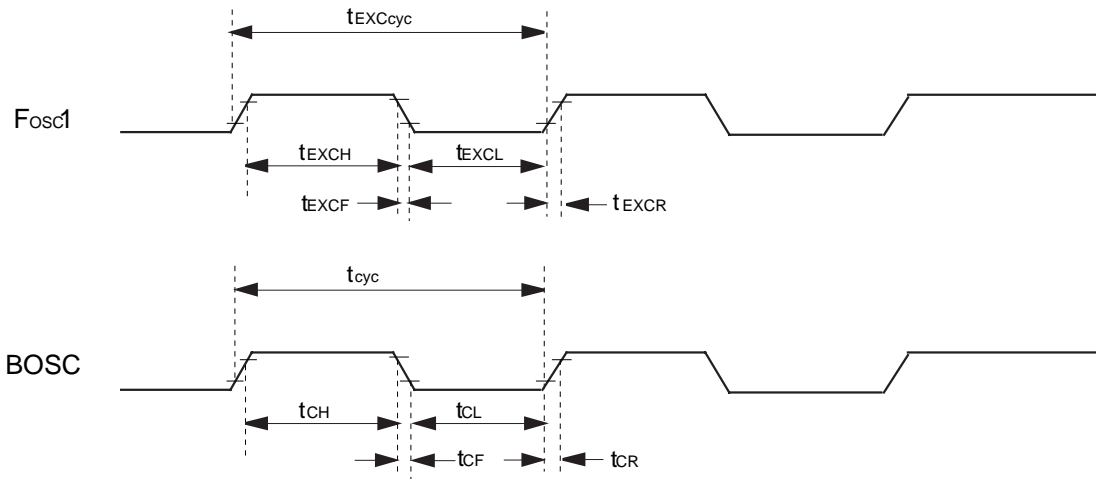 tEXCcyc
Fosc1
tEXCH
tEXCL
tEXCF
tEXCR
tcyc
BOSC
tCH
tCL
tCF
tCR